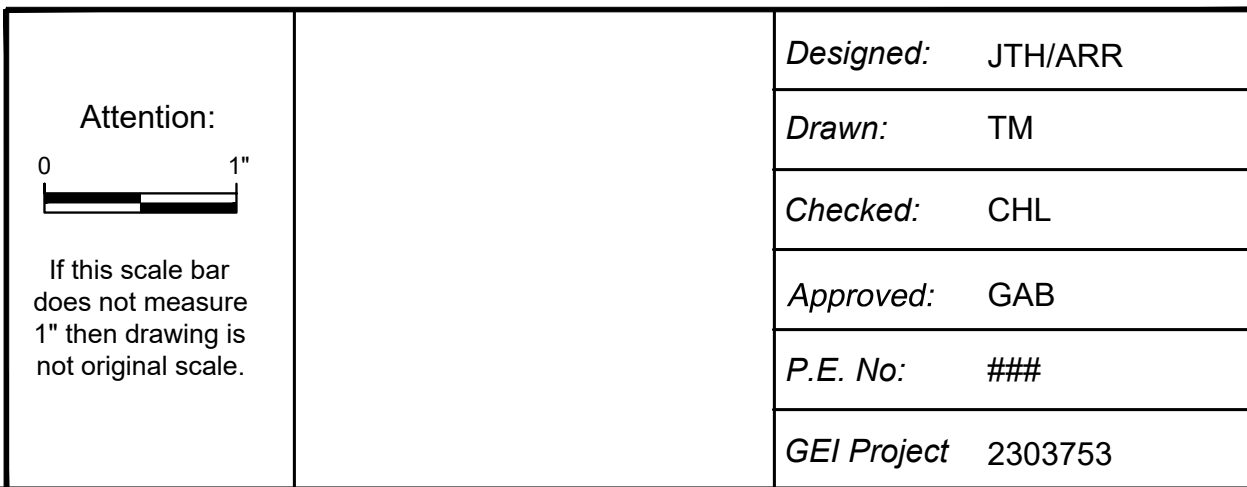 Attention:
0 1"
If this scale bar
does not measure
1" then drawing is
not original scale.
Designed: JTH/ARR
Drawn: TM
Checked: CHL
Approved: GAB
P.E. No: ###
GEI Project 2303753